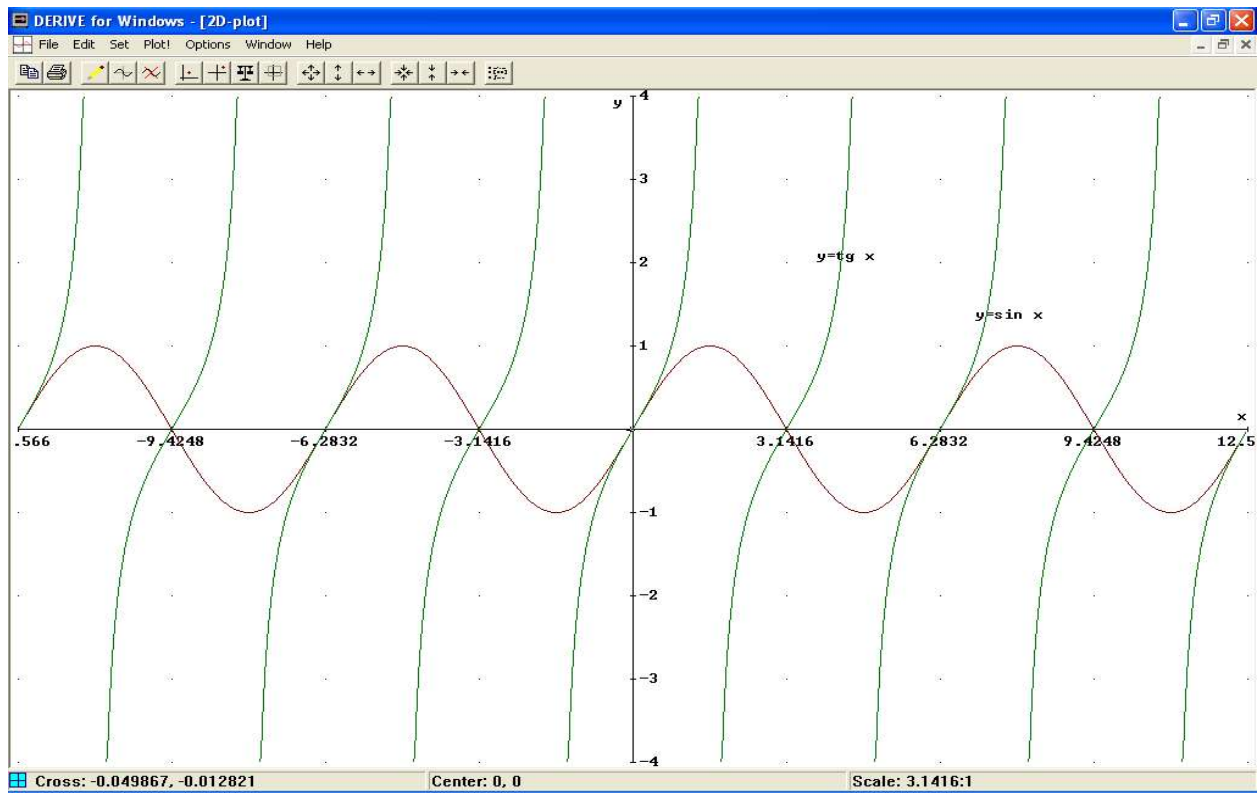 DERIVE for Windows - [2D-plot]
File Edit Set Plot! Options Window Help
y 4
3
2
y=tg x
y=sin x
1
x
.566 -9.4248 -6.2832 -3.1416 3.1416 6.2832 9.4248 12.5
-1
-2
-3
-4
Cross: -0.049867, -0.012821 Center: 0, 0 Scale: 3.1416:1